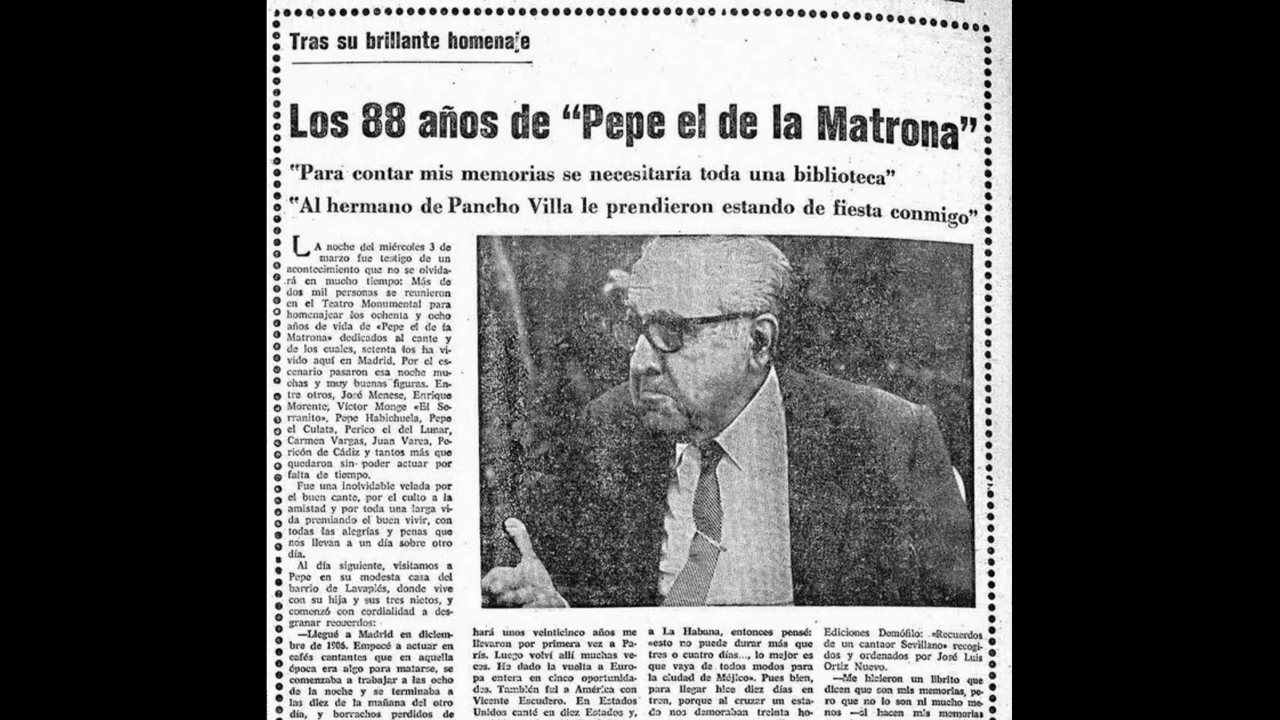 Tras su brillante homenaje
Los 88 años de "Pepe el de la Matrona"
"Para contar mis memorias se necesitaría toda una biblioteca"
"Al hermano de Pancho Villa le prendieron estando de fiesta conmigo"
LA noche del miércoles 3 de
marzo fue testigo de un
acontecimiento que no se olvida-
rá en mucho tiempo: Más de
dos mil personas se reunieron
en el Teatro Monumental para
homenajear los ochenta y ocho
años de vida de «Pepe el de la
Matrona» dedicados al cante y
de los cuales, setenta los ha vi-
vido aquí en Madrid. Por el es-
cenario pasaron esa noche mu-
chas y muy buenas figuras. En-
tre otros, José Menese, Enrique
Morente, Víctor Monge «El Se-
rranito», Pepe Habichuela, Pepe
el Culata, Perico el del Lunar,
Carmen Vargas, Juan Varea, Pe-
ricón de Cádiz y tantos más que
quedaron sin poder actuar por
falta de tiempo.
Fue una inolvidable velada por
el buen cante, por el culto a la
amistad y por toda una larga vi-
da premiando el buen vivir, con
todas las alegrías y penas que
nos llevan a un día sobre otro
día.
Al día siguiente, visitamos a
Pepe en su modesta casa del
barrio de Lavapiés, donde vive
con su hija y sus tres nietos, y
comenzó con cordialidad a des-
granar recuerdos:
—Llegué a Madrid en diciem-
bre de 1906. Empecé a actuar en
cafés cantantes que en aquella
época era algo para matarse, se
comenzaba a trabajar a las ocho
de la noche y se terminaba a
las diez de la mañana del otro
día, y borrachos perdidos de
hará unos veinticinco años me
llevaron por primera vez a Pa-
rís. Luego volví allí muchas ve-
ces. He dado la vuelta a Euro-
pa entera en cinco oportunida-
des. También fui a América con
Vicente Escudero. En Estados
Unidos canté en diez Estados y,
a La Habana, entonces pensé:
«esto no puede durar más que
tres o cuatro días..., lo mejor es
que vaya de todos modos para
la ciudad de Méjico». Pues bien,
para llegar hice diez días en
tren, porque al cruzar un esta-
do nos demoraban treinta ho-
Ediciones Demófilo: «Recuerdos
de un cantaor Sevillano» recogi-
dos y ordenados por José Luis
Ortiz Nuevo.
—Me hicieron un librito que
dicen que son mis memorias, pe-
ro que no lo son ni mucho me-
nos —si hacen mis memorias